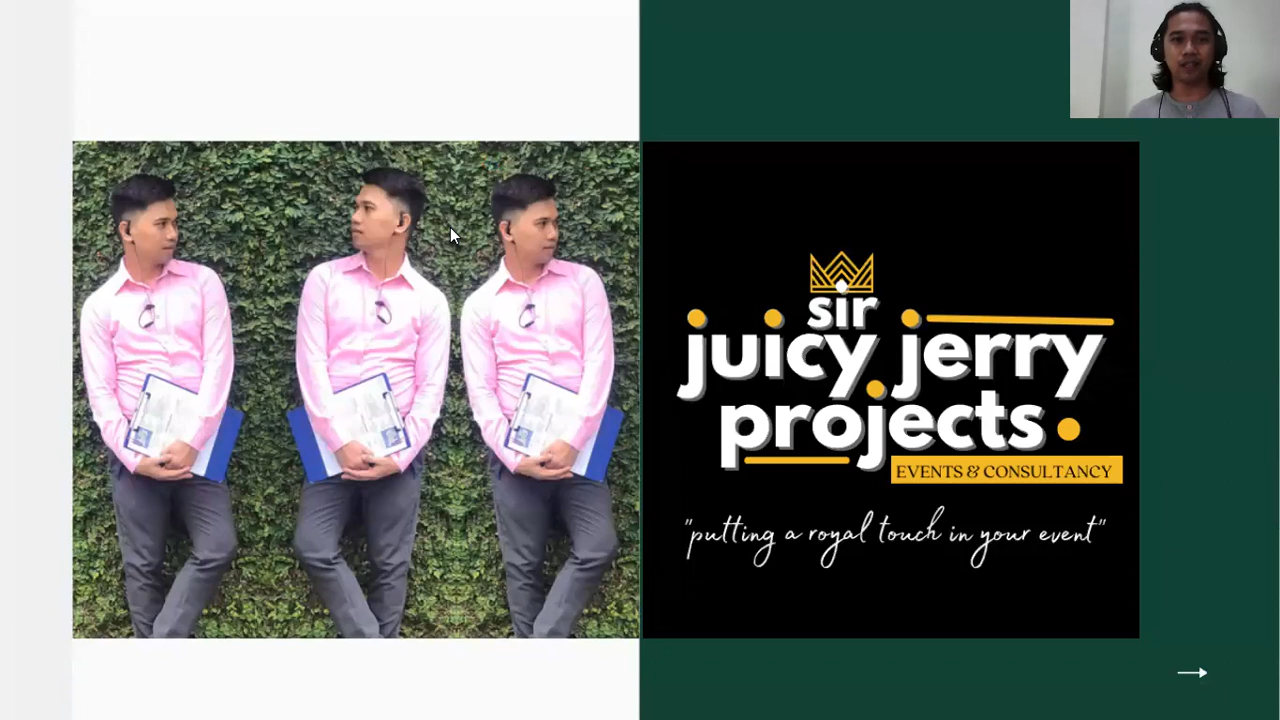 sir
juicy jerry
projects
EVENTS & CONSULTANCY
"putting a royal touch in your event"